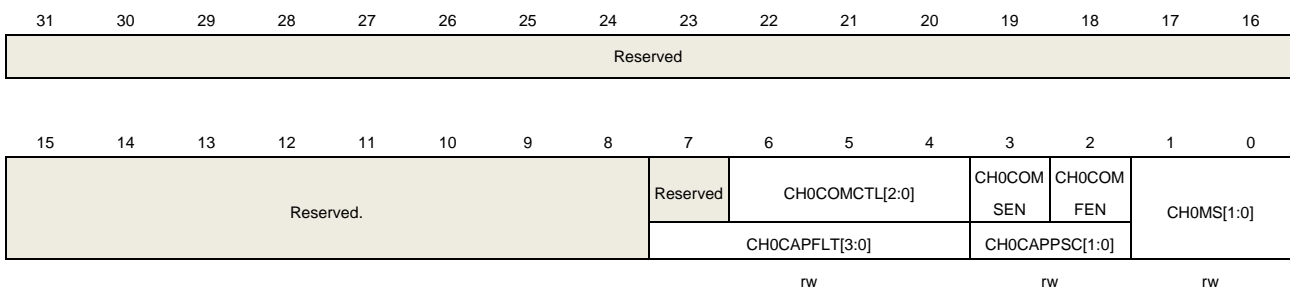 31 30 29 28 27 26 25 24 23 22 21 20 19 18 17 16
Reserved
15 14 13 12 11 10 9 8 7 6 5 4 3 2 1 0
Reserved.
Reserved
CH0COMCTL[2:0]
CH0COM
SEN
CH0COM
FEN
CH0MS[1:0]
CH0CAPFLT[3:0]
CH0CAPPSC[1:0]
rw rw rw